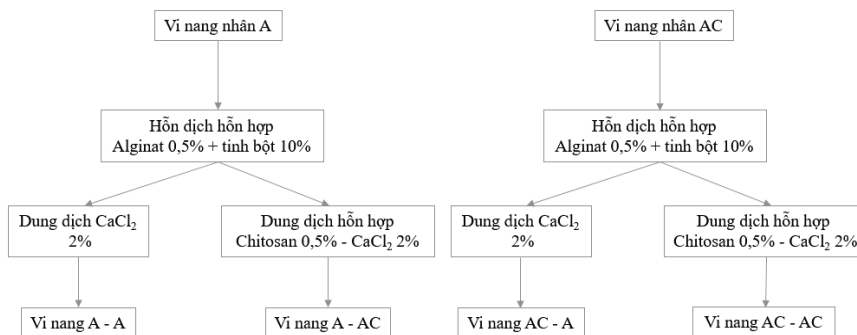 Vi nang nhân A
Vi nang nhân AC
Hỗn dịch hỗn hợp
Alginat 0,5% + tinh bột 10%
Hỗn dịch hỗn hợp
Alginat 0,5% + tinh bột 10%
Dung dịch CaCl₂
2%
Dung dịch hỗn hợp
Chitosan 0,5% - CaCl₂ 2%
Dung dịch CaCl₂
2%
Dung dịch hỗn hợp
Chitosan 0,5% - CaCl₂ 2%
Vi nang A - A
Vi nang A - AC
Vi nang AC - A
Vi nang AC - AC